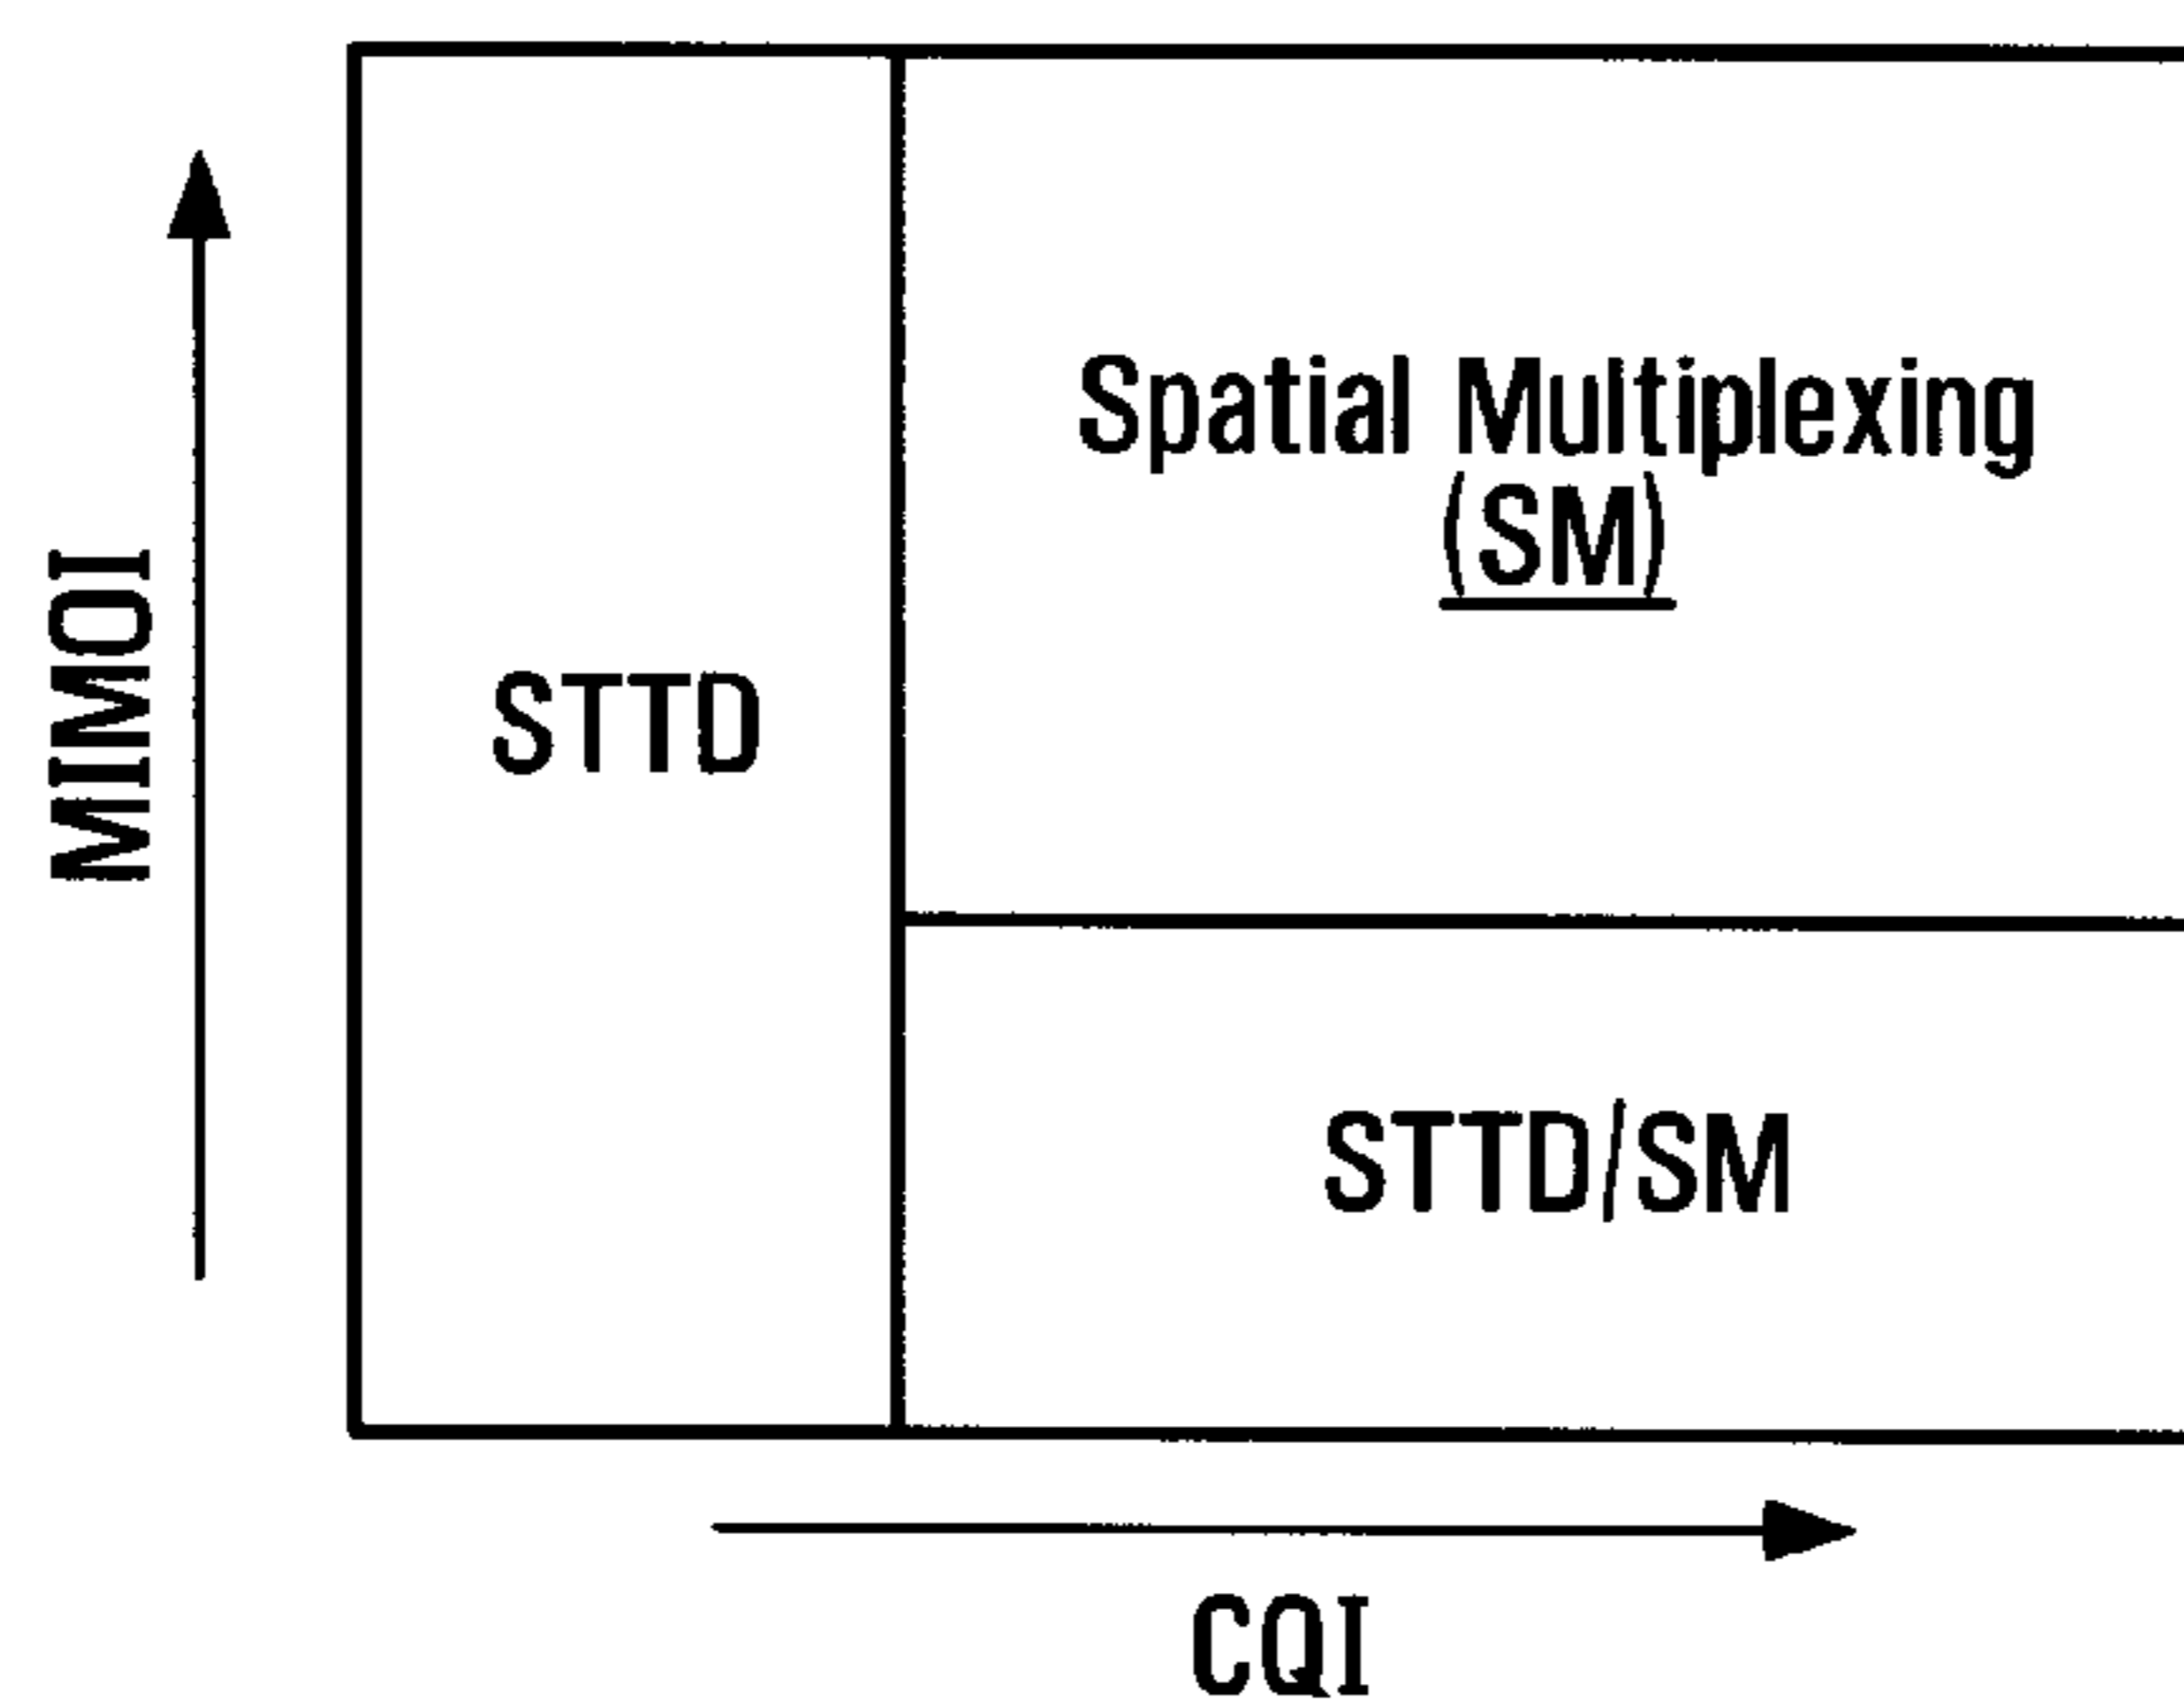 Spatial Multiplexing
(SM)
MIMOI
STTD
STTD/SM
CQI